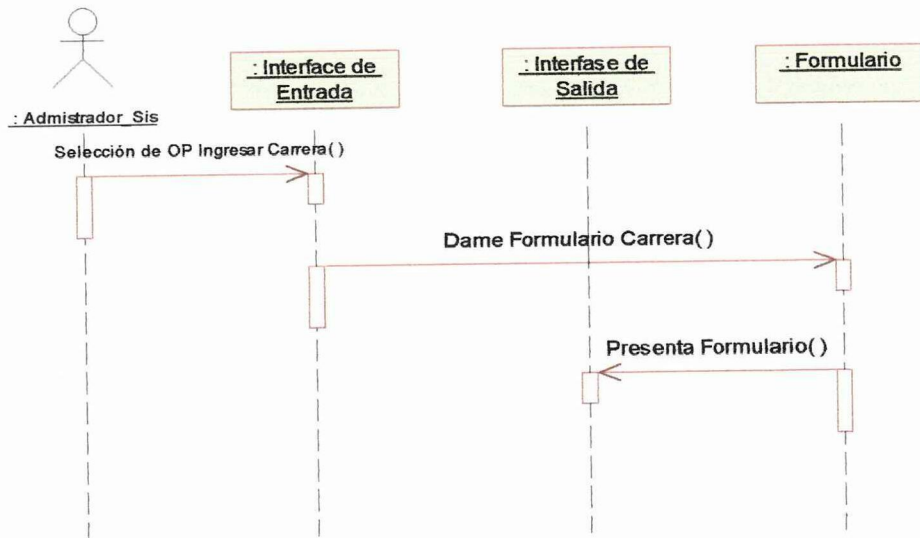 : Interface de
Entrada
: Interfase de
Salida
: Formulario
: Admistrador_Sis
Selección de OP Ingresar Carrera( )
Dame Formulario Carrera( )
Presenta Formulario( )